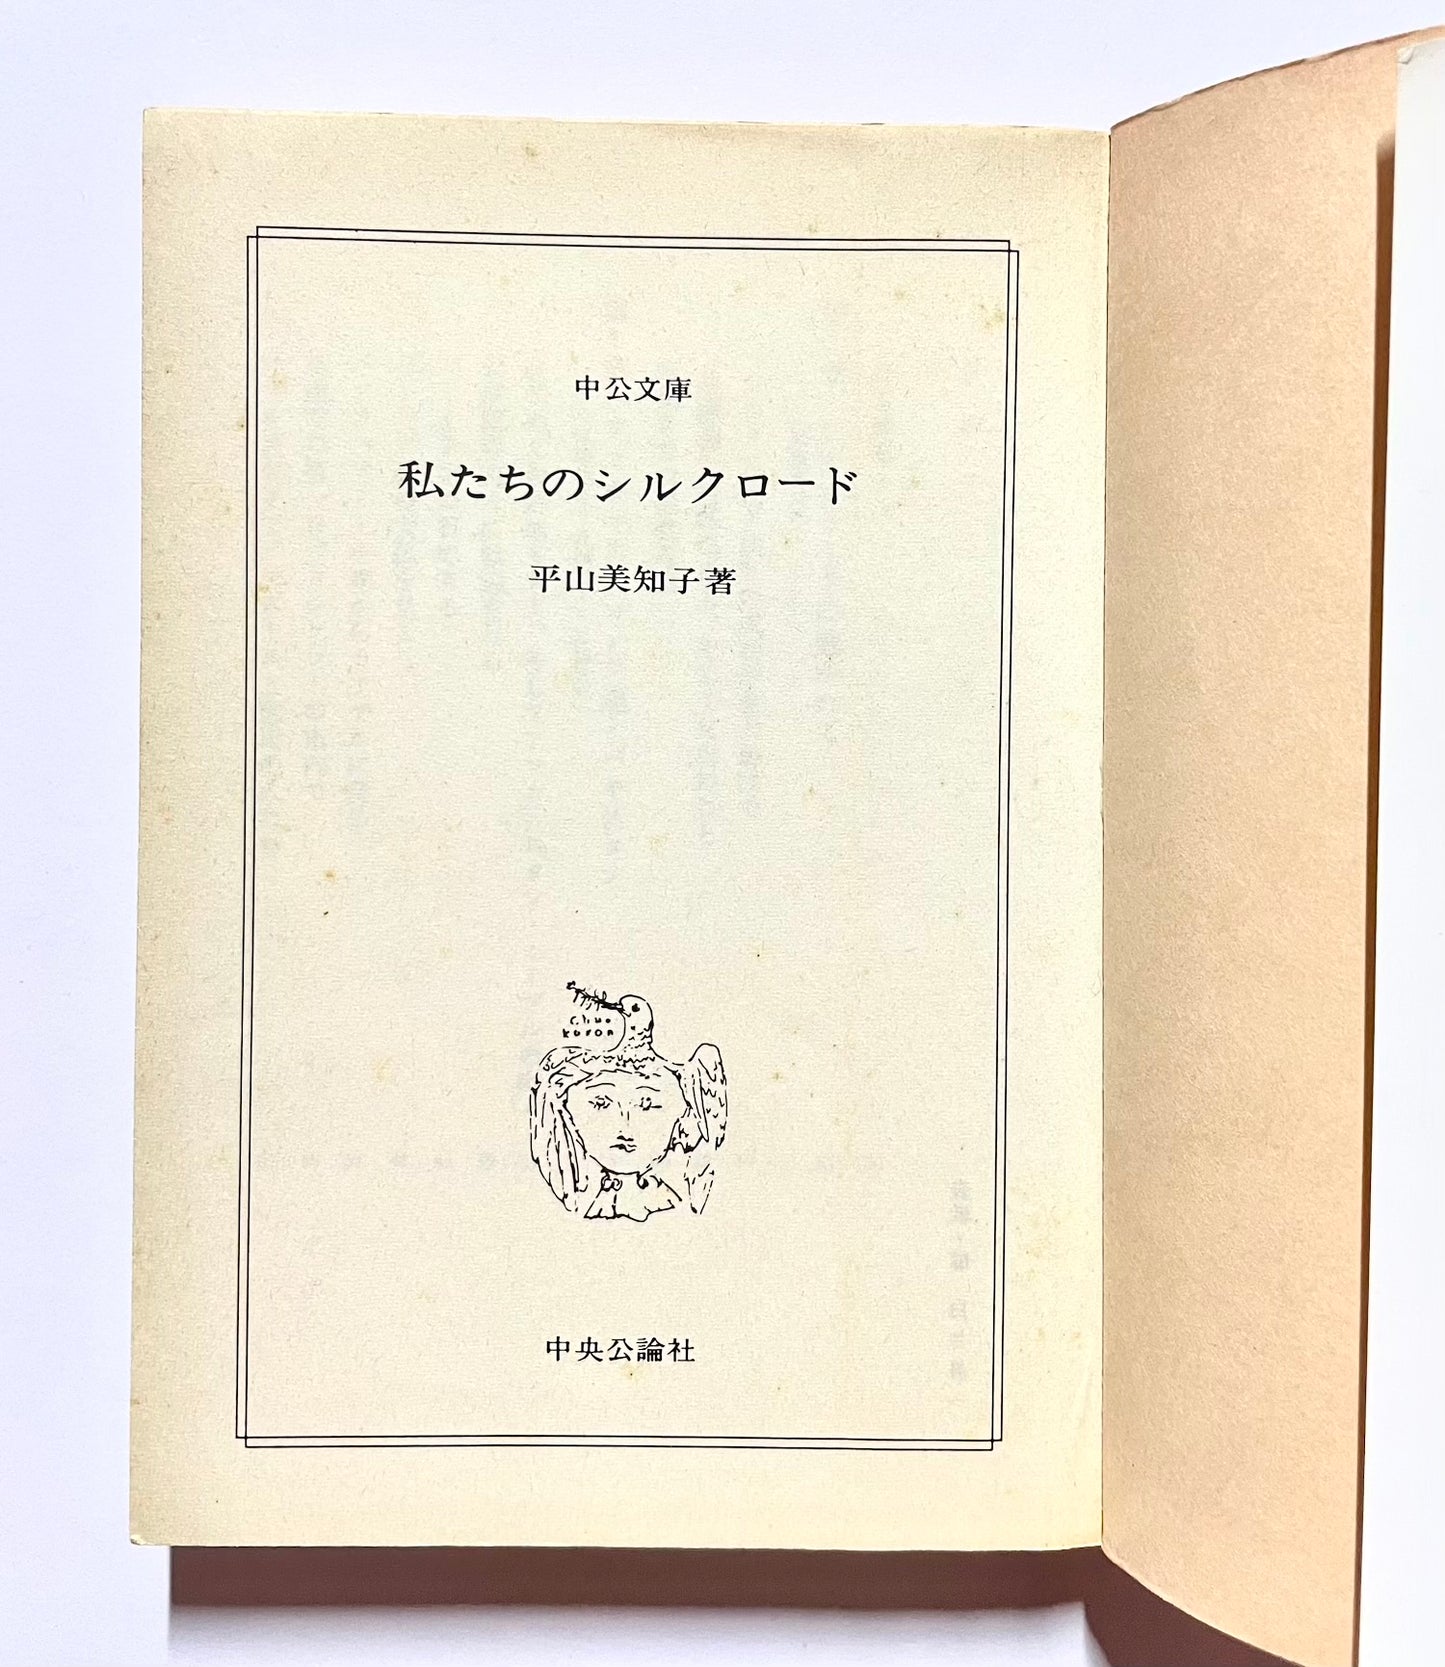 中公文庫
私たちのシルクロード
平山美知子著
Chuo
koron
中央公論社